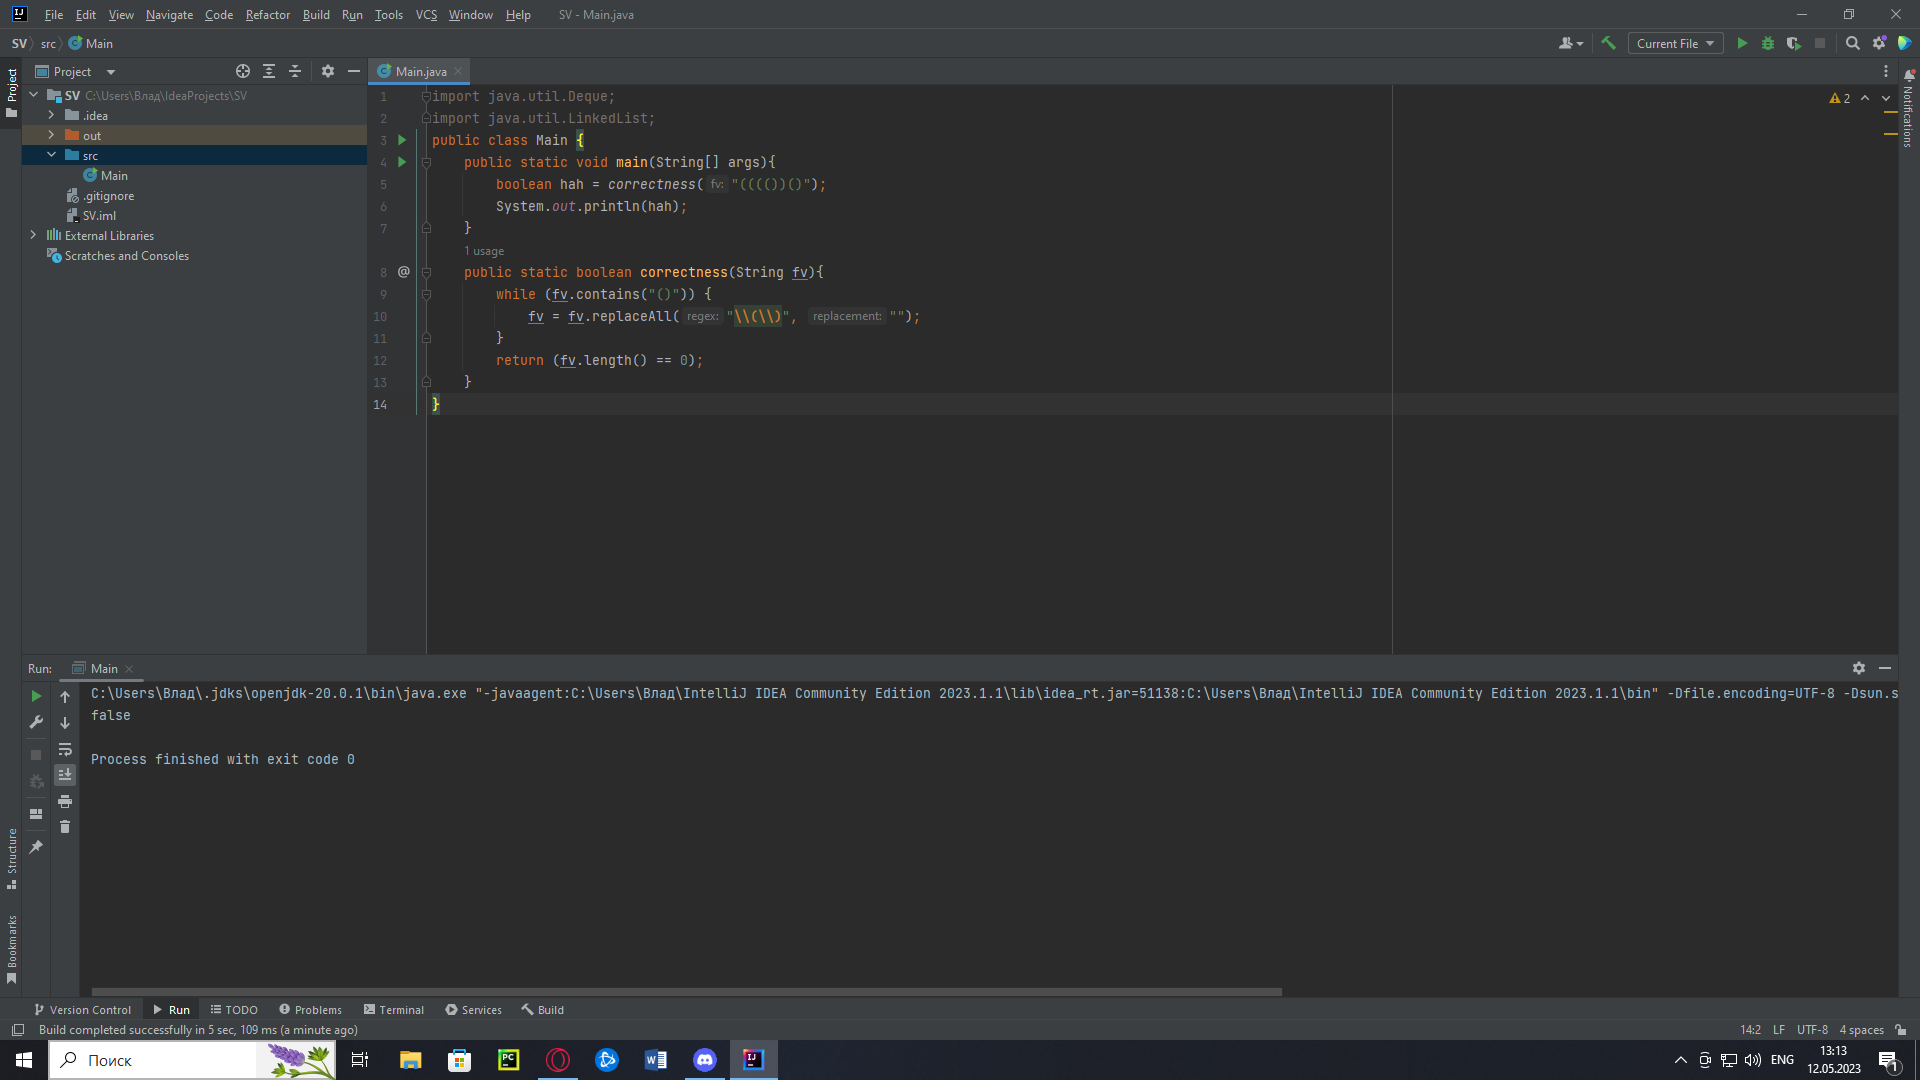 File Edit View Navigate Code Refactor Build Run Tools VCS Window Help SV - Main.java
SV src Main
Current File
Project
Project
SV C:\Users\Влад\IdeaProjects\SV
.idea
out
src
Main
.gitignore
SV.iml
External Libraries
Scratches and Consoles
Main.java
2
1 import java.util.Deque;
2 import java.util.LinkedList;
3 public class Main {
4 public static void main(String[] args){
5 boolean hah = correctness( fv: "(((())()");
6 System.out.println(hah);
7 }
1 usage
8 @ public static boolean correctness(String fv){
9 while (fv.contains("()")) {
10 fv = fv.replaceAll( regex: "\\(\\)", replacement: "");
11 }
12 return (fv.length() == 0);
13 }
14 }
Notifications
Run: Main
C:\Users\Влад\.jdks\openjdk-20.0.1\bin\java.exe "-javaagent:C:\Users\Влад\IntelliJ IDEA Community Edition 2023.1.1\lib\idea_rt.jar=51138:C:\Users\Влад\IntelliJ IDEA Community Edition 2023.1.1\bin" -Dfile.encoding=UTF-8 -Dsun.s
false
Process finished with exit code 0
Structure
Bookmarks
Version Control Run TODO Problems Terminal Services Build
Build completed successfully in 5 sec, 109 ms (a minute ago)
14:2 LF UTF-8 4 spaces
Поиск
ENG
13:13
12.05.2023
1